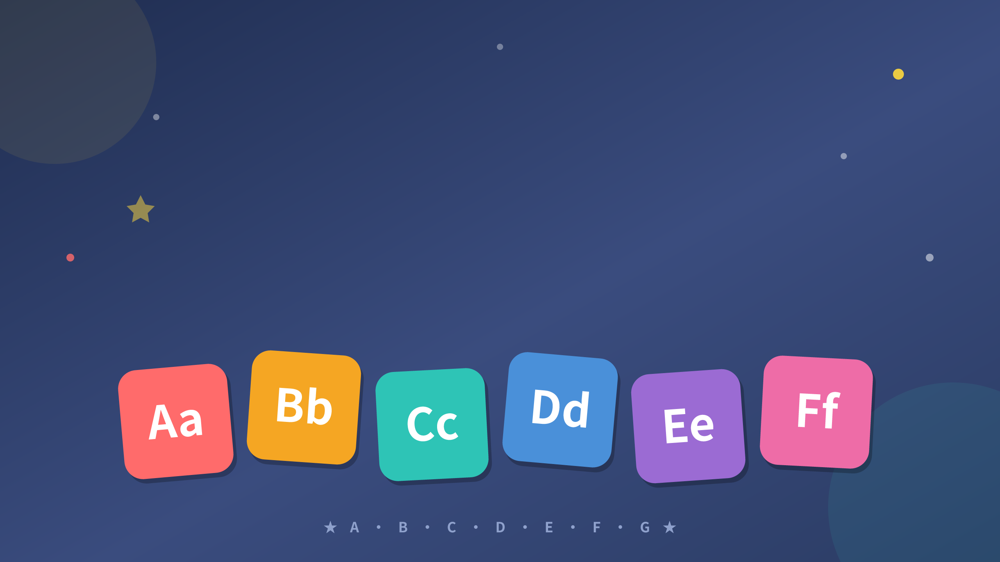 Aa Bb Cc Dd Ee Ff
★ A • B • C • D • E • F • G ★